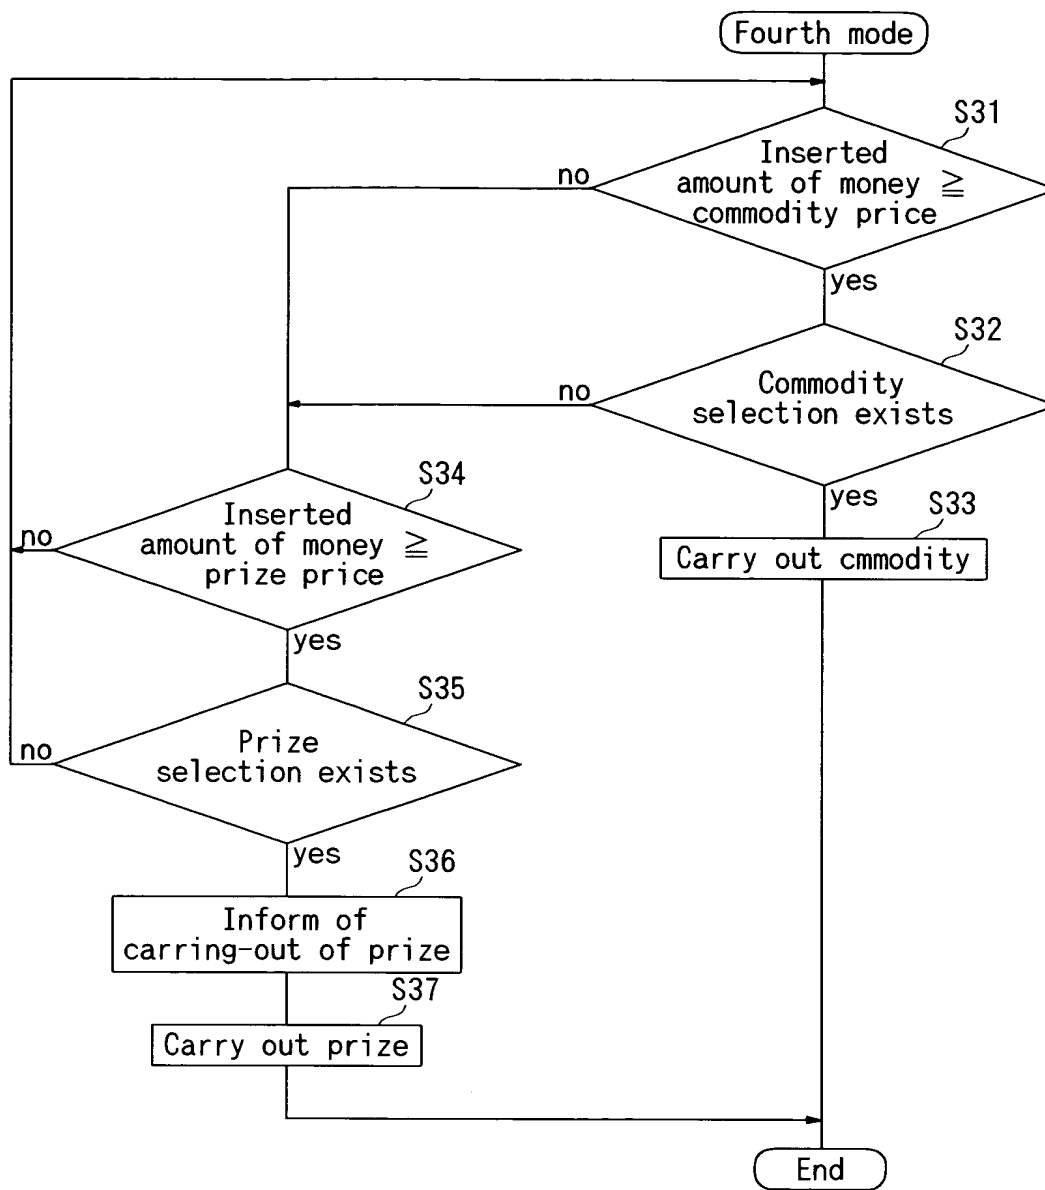 Fourth mode
S31
Inserted
amount of money ≧
commodity price
no
yes
S32
Commodity
selection exists
no
yes
S33
Carry out cmmodity
S34
Inserted
amount of money ≧
prize price
no
yes
S35
Prize
selection exists
no
yes
S36
Inform of
carring-out of prize
S37
Carry out prize
End